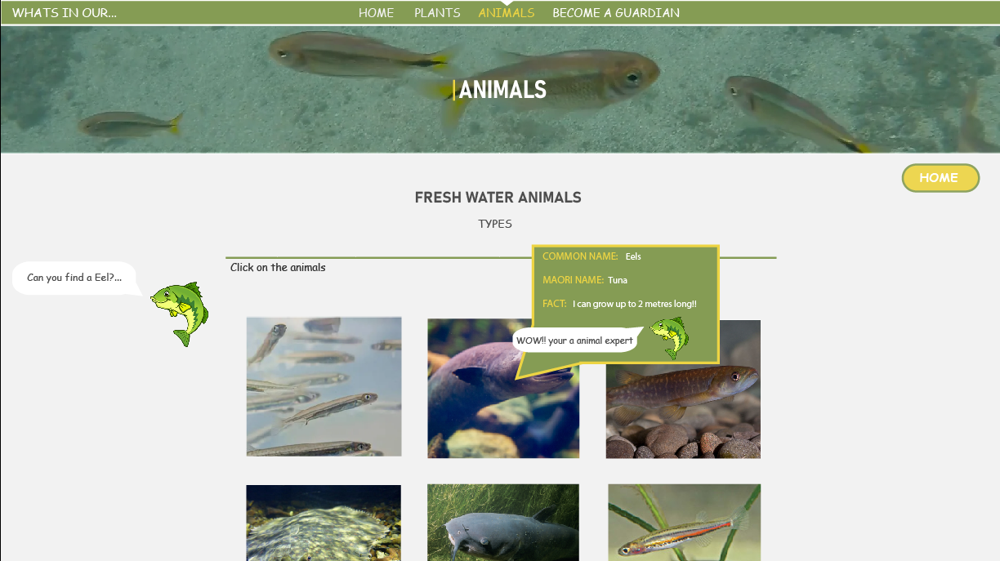 WHATS IN OUR...
HOME PLANTS ANIMALS BECOME A GUARDIAN
ANIMALS
HOME
FRESH WATER ANIMALS
TYPES
Can you find a Eel?...
Click on the animals
COMMON NAME: Eels
MAORI NAME: Tuna
FACT: I can grow up to 2 metres long!!
WOW!! your a animal expert